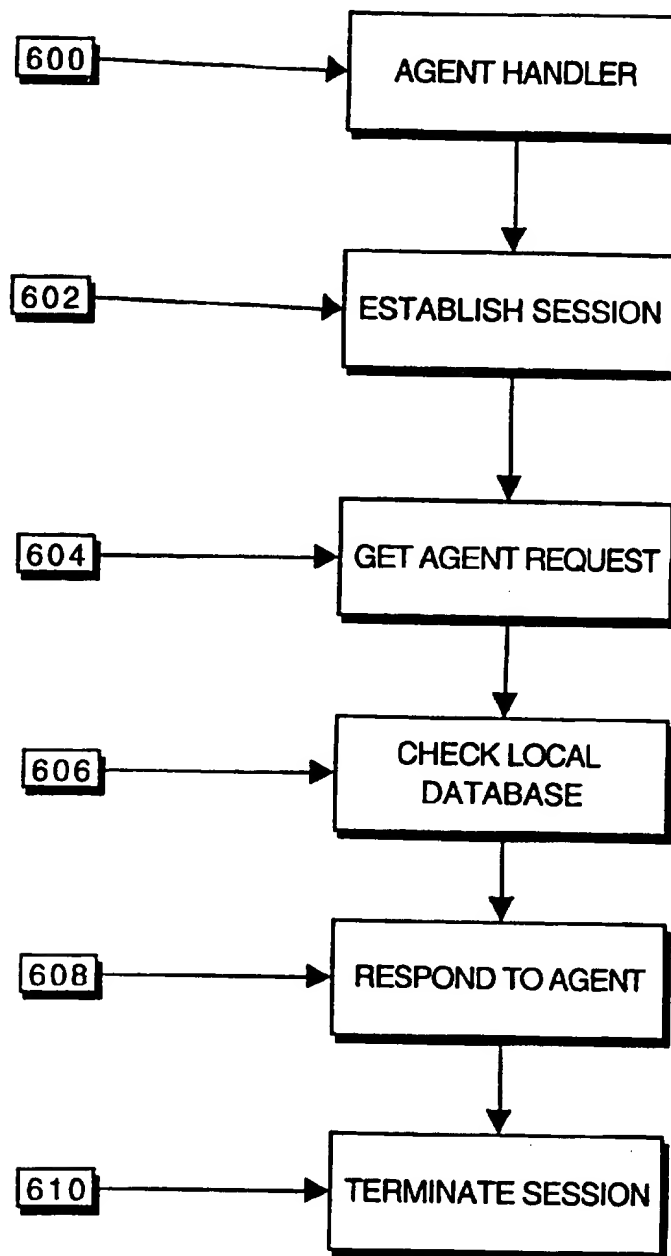 600
AGENT HANDLER
602
ESTABLISH SESSION
604
GET AGENT REQUEST
606
CHECK LOCAL
DATABASE
608
RESPOND TO AGENT
610
TERMINATE SESSION